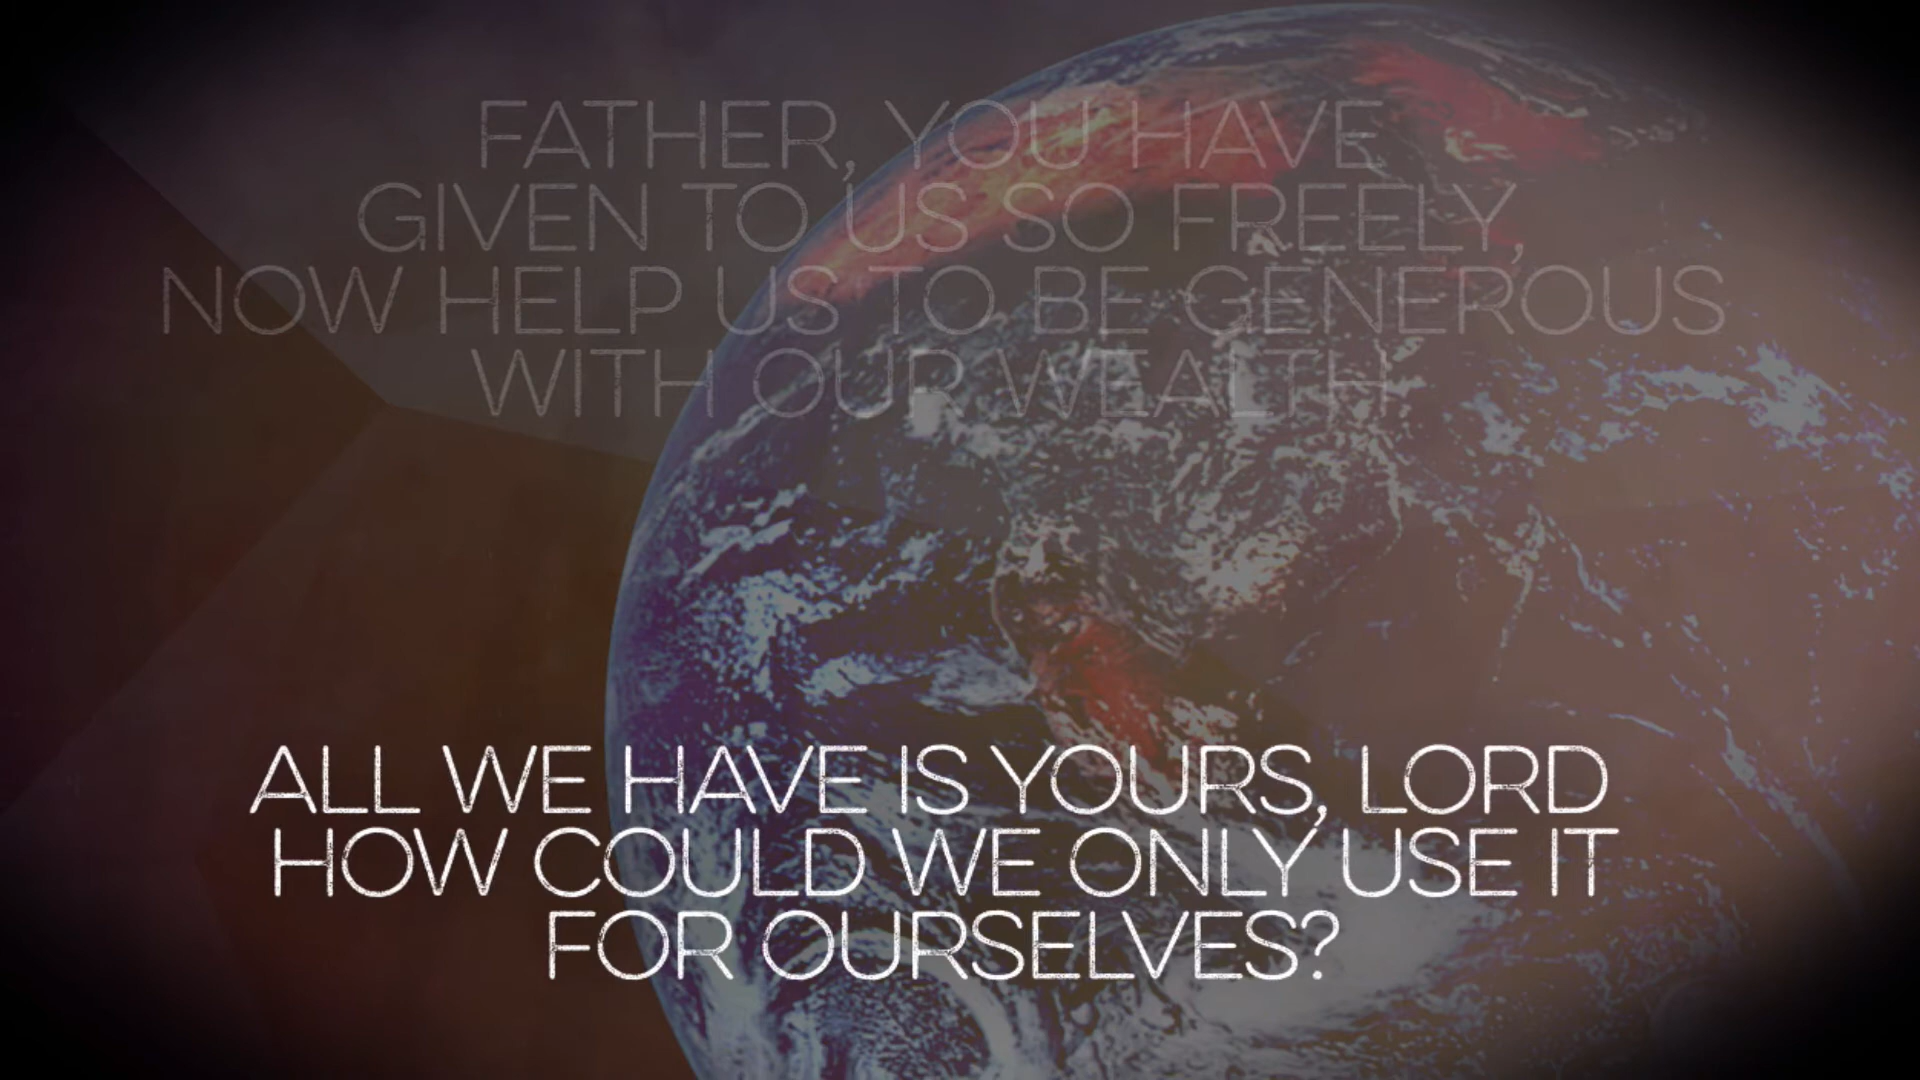 FATHER, YOU HAVE
GIVEN TO US SO FREELY,
NOW HELP US TO BE GENEROUS
WITH OUR WEALTH
ALL WE HAVE IS YOURS, LORD
HOW COULD WE ONLY USE IT
FOR OURSELVES?